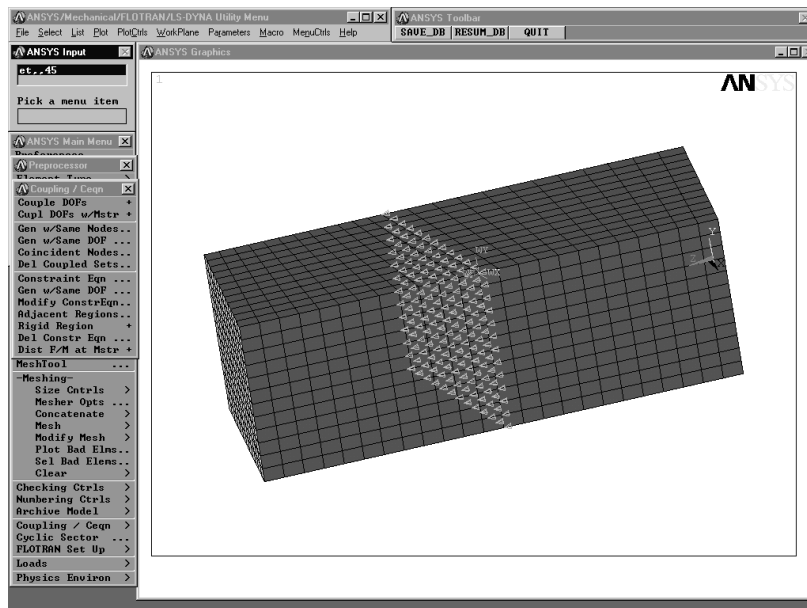 ANSYS/Mechanical/FLOTRAN/LS-DYNA Utility Menu
File Select List Plot PlotCtrls WorkPlane Parameters Macro MenuCtrls Help
ANSYS Toolbar
SAVE_DB RESUM_DB QUIT
ANSYS Input
et,,45
Pick a menu item
ANSYS Graphics
1
ANSYS
ANSYS Main Menu
Preferences
Preprocessor
Element Type >
Coupling / Ceqn
Couple DOFs +
Cupl DOFs w/Mstr +
Gen w/Same Nodes..
Gen w/Same DOF ...
Coincident Nodes..
Del Coupled Sets..
Constraint Eqn ...
Gen w/Same DOF ...
Modify ConstrEqn..
Adjacent Regions..
Rigid Region +
Del Constr Eqn ...
Dist F/M at Mstr +
MeshTool ...
-Meshing-
Size Cntrls >
Mesher Opts ...
Concatenate >
Mesh >
Modify Mesh >
Plot Bad Elms..
Sel Bad Elems..
Clear >
Checking Ctrls >
Numbering Ctrls >
Archive Model >
Coupling / Ceqn >
Cyclic Sector ...
FLOTRAN Set Up >
Loads >
Physics Environ >
WY
WX
Y
Z